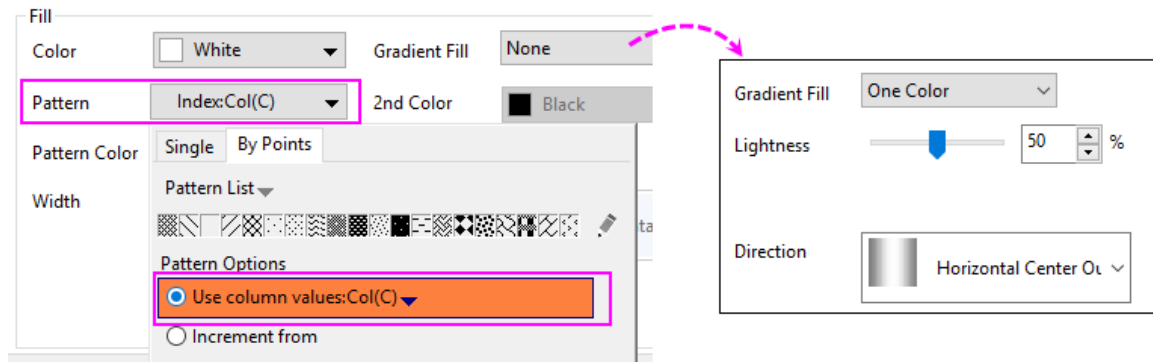 Fill
Color White Gradient Fill None
Pattern Index:Col(C) 2nd Color Black
Pattern Color Single By Points
Width Pattern List
Pattern Options
Use column values:Col(C)
Increment from
Gradient Fill One Color
Lightness 50 %
Direction Horizontal Center Ou